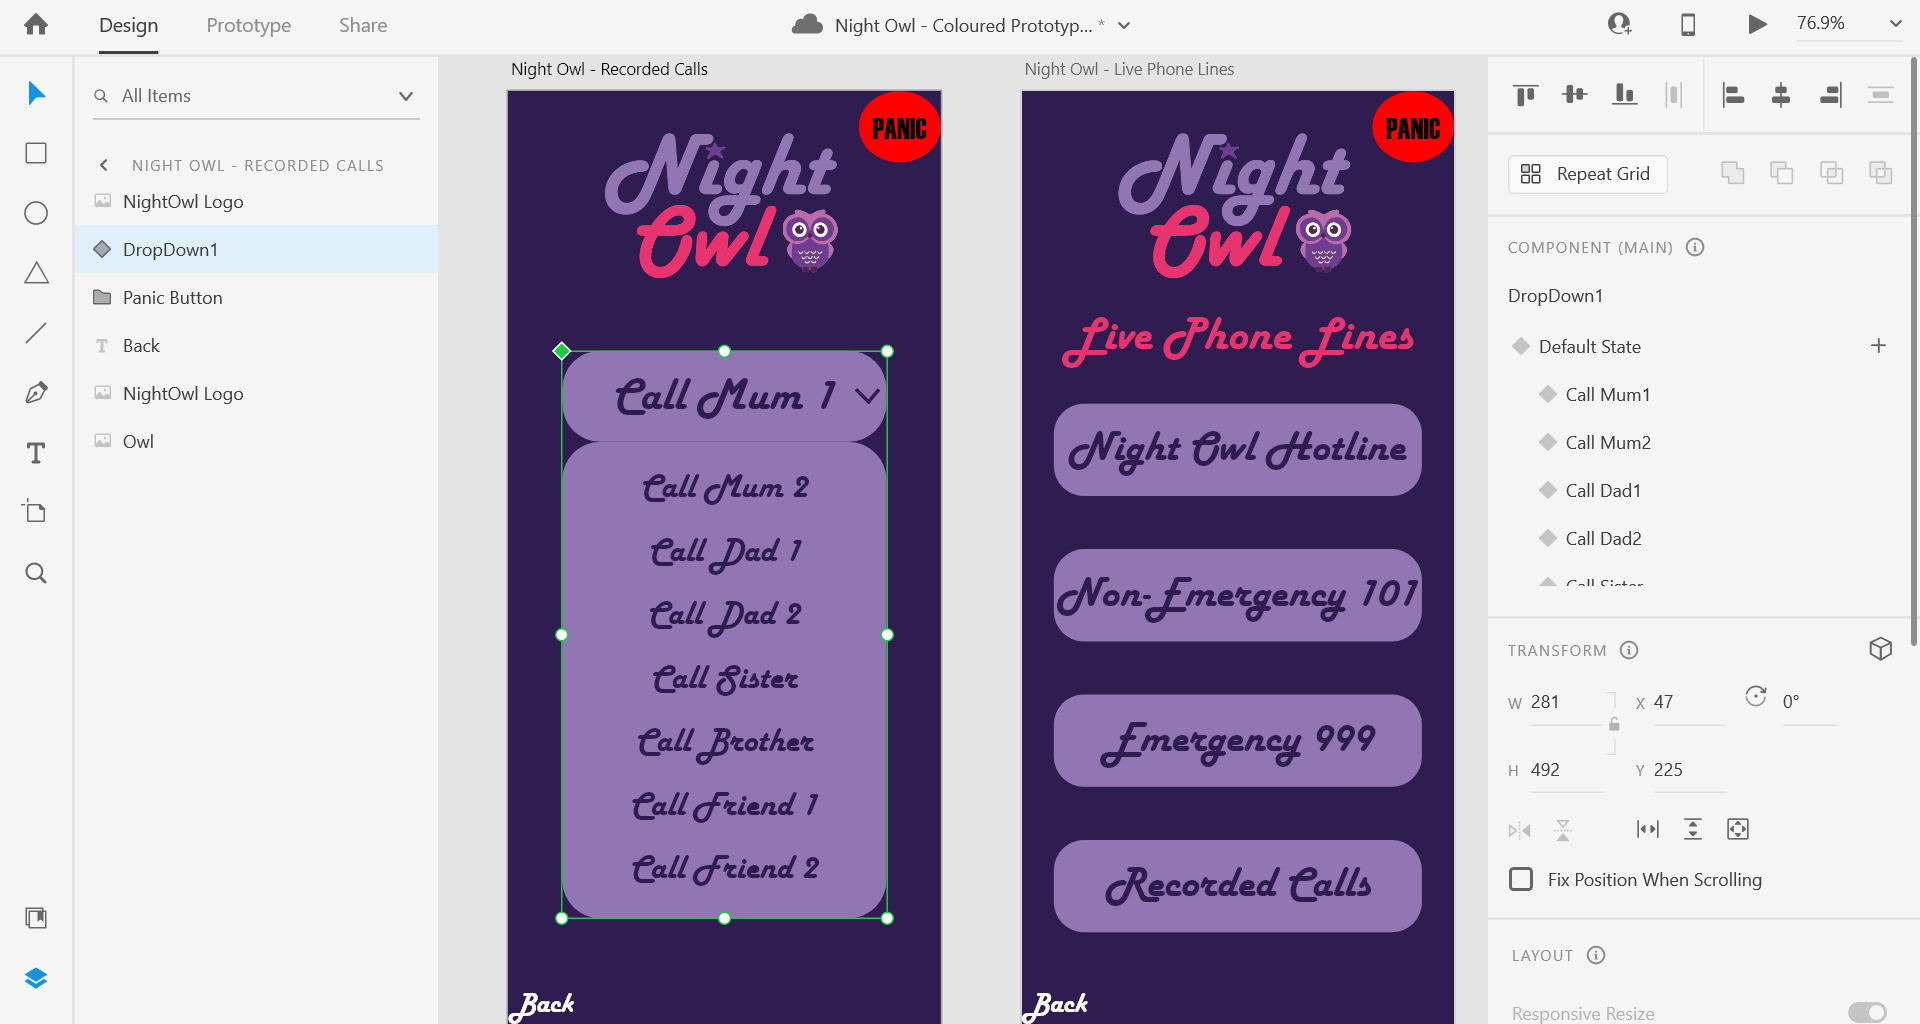 Design
Prototype
Share
Night Owl - Coloured Prototyp... *
76.9%
All Items
NIGHT OWL - RECORDED CALLS
NightOwl Logo
DropDown1
Panic Button
Back
NightOwl Logo
Owl
Night Owl - Recorded Calls
PANIC
Night
Owl
Call Mum 1
Call Mum 2
Call Dad 1
Call Dad 2
Call Sister
Call Brother
Call Friend 1
Call Friend 2
Back
Night Owl - Live Phone Lines
PANIC
Night
Owl
Live Phone Lines
Night Owl Hotline
Non-Emergency 101
Emergency 999
Recorded Calls
Back
Repeat Grid
COMPONENT (MAIN)
DropDown1
Default State
Call Mum1
Call Mum2
Call Dad1
Call Dad2
Call Sister
TRANSFORM
W 281 X 47 0°
H 492 Y 225
Fix Position When Scrolling
LAYOUT
Responsive Resize